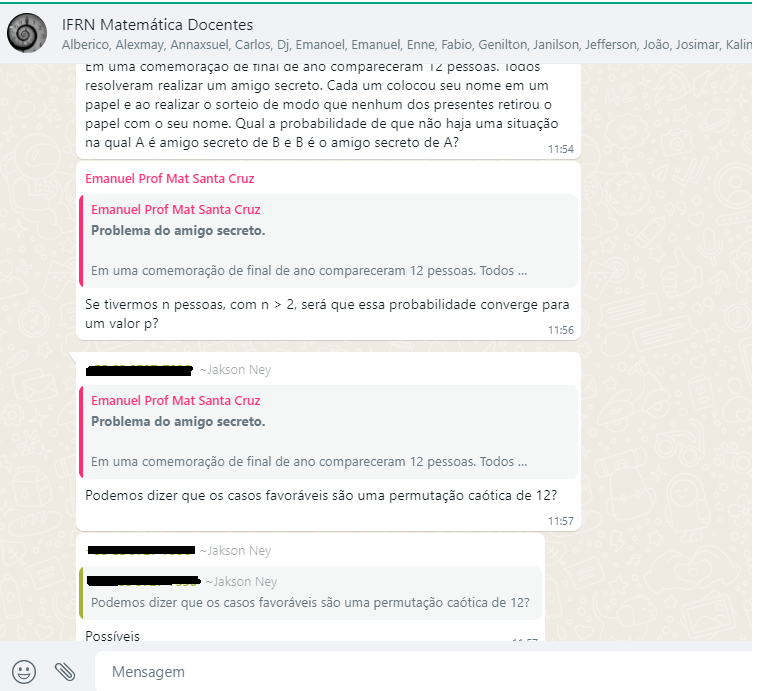 IFRN Matemática Docentes
Alberico, Alexmay, Annaxsuel, Carlos, Dj, Emanoel, Emanuel, Enne, Fabio, Genilton, Janilson, Jefferson, João, Josimar, Kalin
Em uma comemoração de final de ano compareceram 12 pessoas. Todos
resolveram realizar um amigo secreto. Cada um colocou seu nome em um
papel e ao realizar o sorteio de modo que nenhum dos presentes retirou o
papel com o seu nome. Qual a probabilidade de que não haja uma situação
na qual A é amigo secreto de B e B é o amigo secreto de A?
11:54
Emanuel Prof Mat Santa Cruz
Emanuel Prof Mat Santa Cruz
Problema do amigo secreto.
Em uma comemoração de final de ano compareceram 12 pessoas. Todos ...
Se tivermos n pessoas, com n > 2, será que essa probabilidade converge para
um valor p?
11:56
~Jakson Ney
Emanuel Prof Mat Santa Cruz
Problema do amigo secreto.
Em uma comemoração de final de ano compareceram 12 pessoas. Todos ...
Podemos dizer que os casos favoráveis são uma permutação caótica de 12?
11:57
~Jakson Ney
~Jakson Ney
Podemos dizer que os casos favoráveis são uma permutação caótica de 12?
Possíveis
11:57
Mensagem